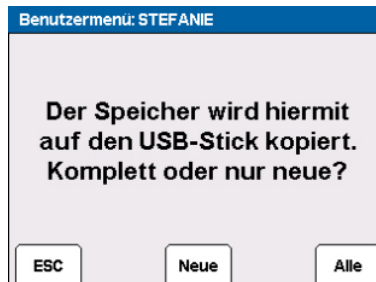 Benutzermenü: STEFANIE
Der Speicher wird hiermit
auf den USB-Stick kopiert.
Komplett oder nur neue?
ESC Neue Alle